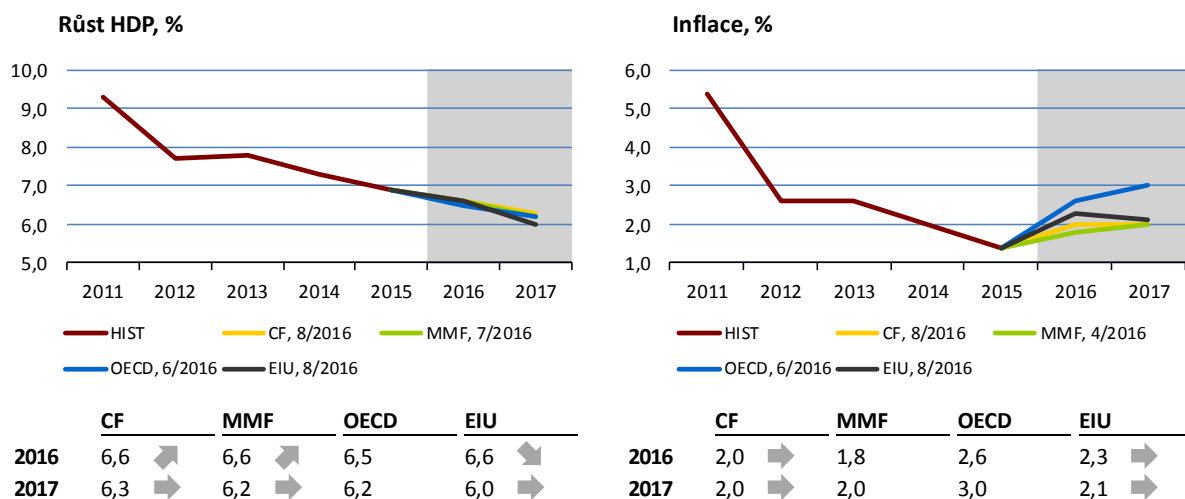 Růst HDP, %
10,0
9,0
8,0
7,0
6,0
5,0
2011 2012 2013 2014 2015 2016 2017
HIST CF, 8/2016 MMF, 7/2016
OECD, 6/2016 EIU, 8/2016
CF MMF OECD EIU
2016 6,6 6,6 6,5 6,6
2017 6,3 6,2 6,2 6,0
Inflace, %
6,0
5,0
4,0
3,0
2,0
1,0
2011 2012 2013 2014 2015 2016 2017
HIST CF, 8/2016 MMF, 4/2016
OECD, 6/2016 EIU, 8/2016
CF MMF OECD EIU
2016 2,0 1,8 2,6 2,3
2017 2,0 2,0 3,0 2,1